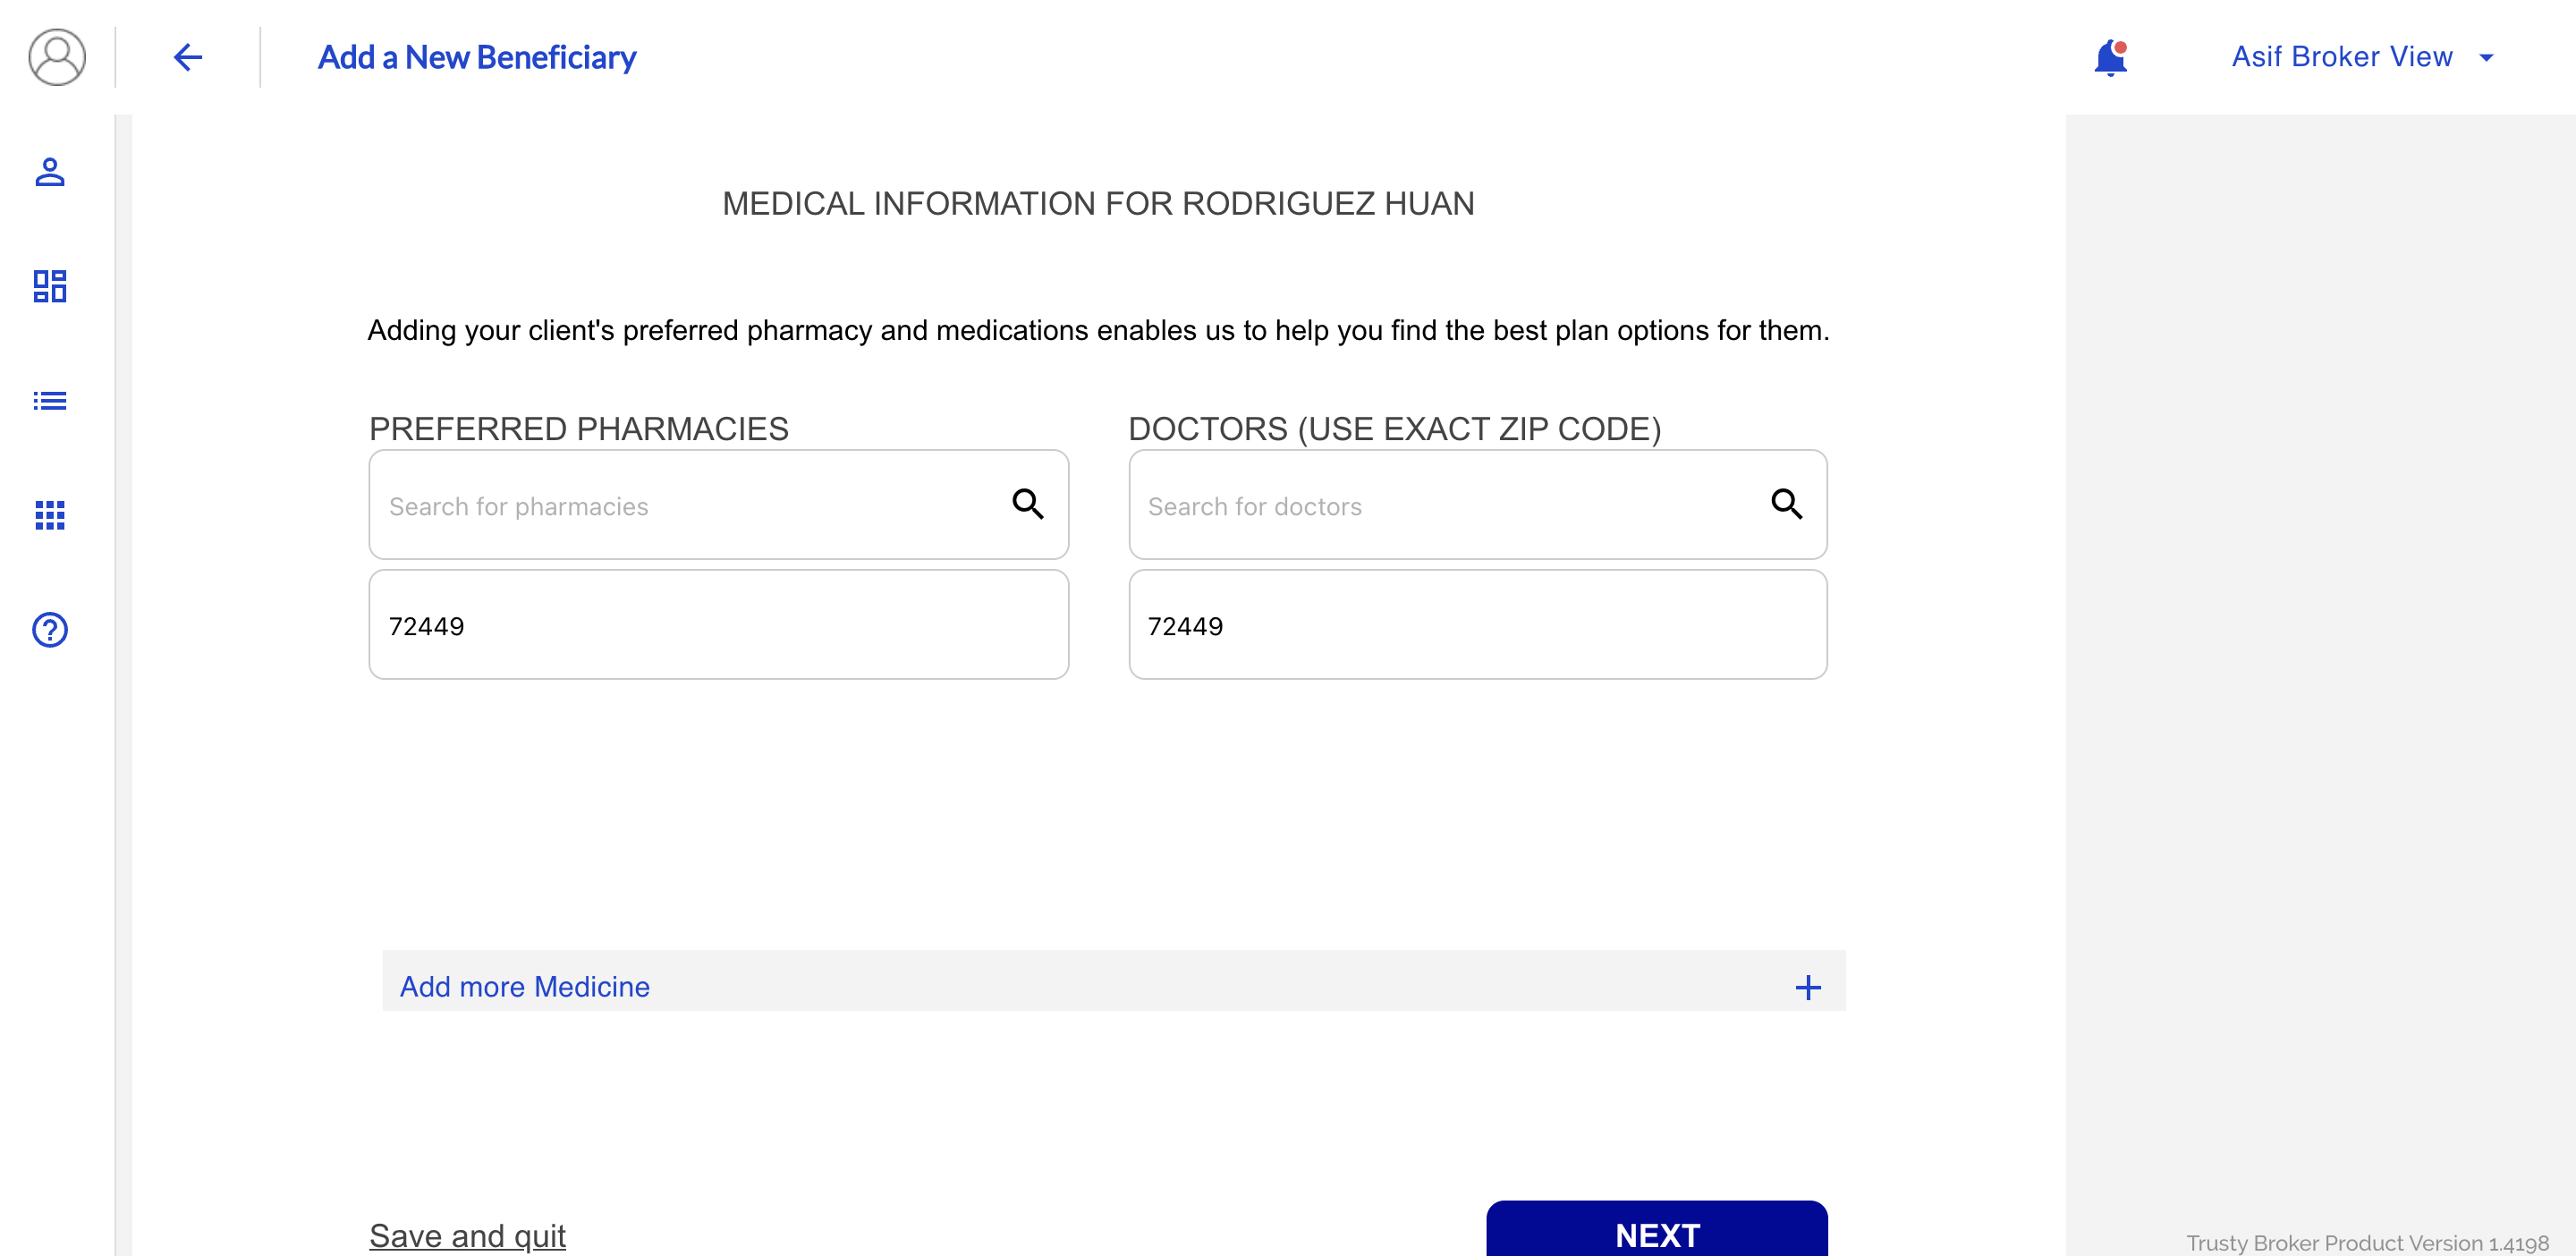 Add a New Beneficiary
Asif Broker View
MEDICAL INFORMATION FOR RODRIGUEZ HUAN
Adding your client's preferred pharmacy and medications enables us to help you find the best plan options for them.
PREFERRED PHARMACIES
Search for pharmacies
72449
DOCTORS (USE EXACT ZIP CODE)
Search for doctors
72449
Add more Medicine
Save and quit
NEXT
Trusty Broker Product Version 1.4198